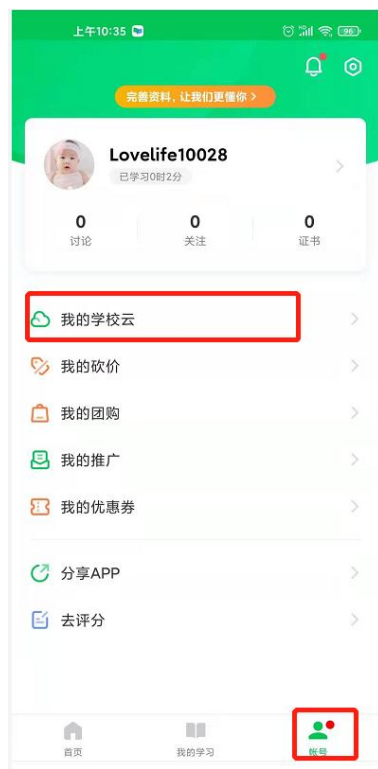 上午10:35
96
完善资料，让我们更懂你>
Lovelife10028
已学习0时2分
0 0 0
讨论 关注 证书
我的学校云
我的砍价
我的团购
我的推广
我的优惠券
分享APP
去评分
首页 我的学习 帐号